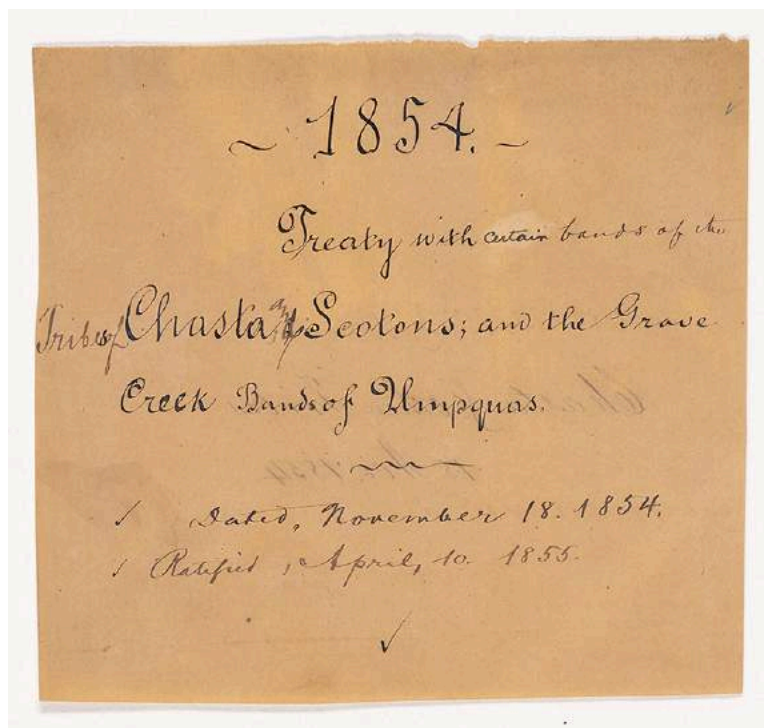 ~ 1854. ~
Treaty with certain bands of the
Tribes of Chasta and Scotons; and the Grave
Creek Bands of Umpquas.
Dated, November 18. 1854.
Ratified, April, 10. 1855.